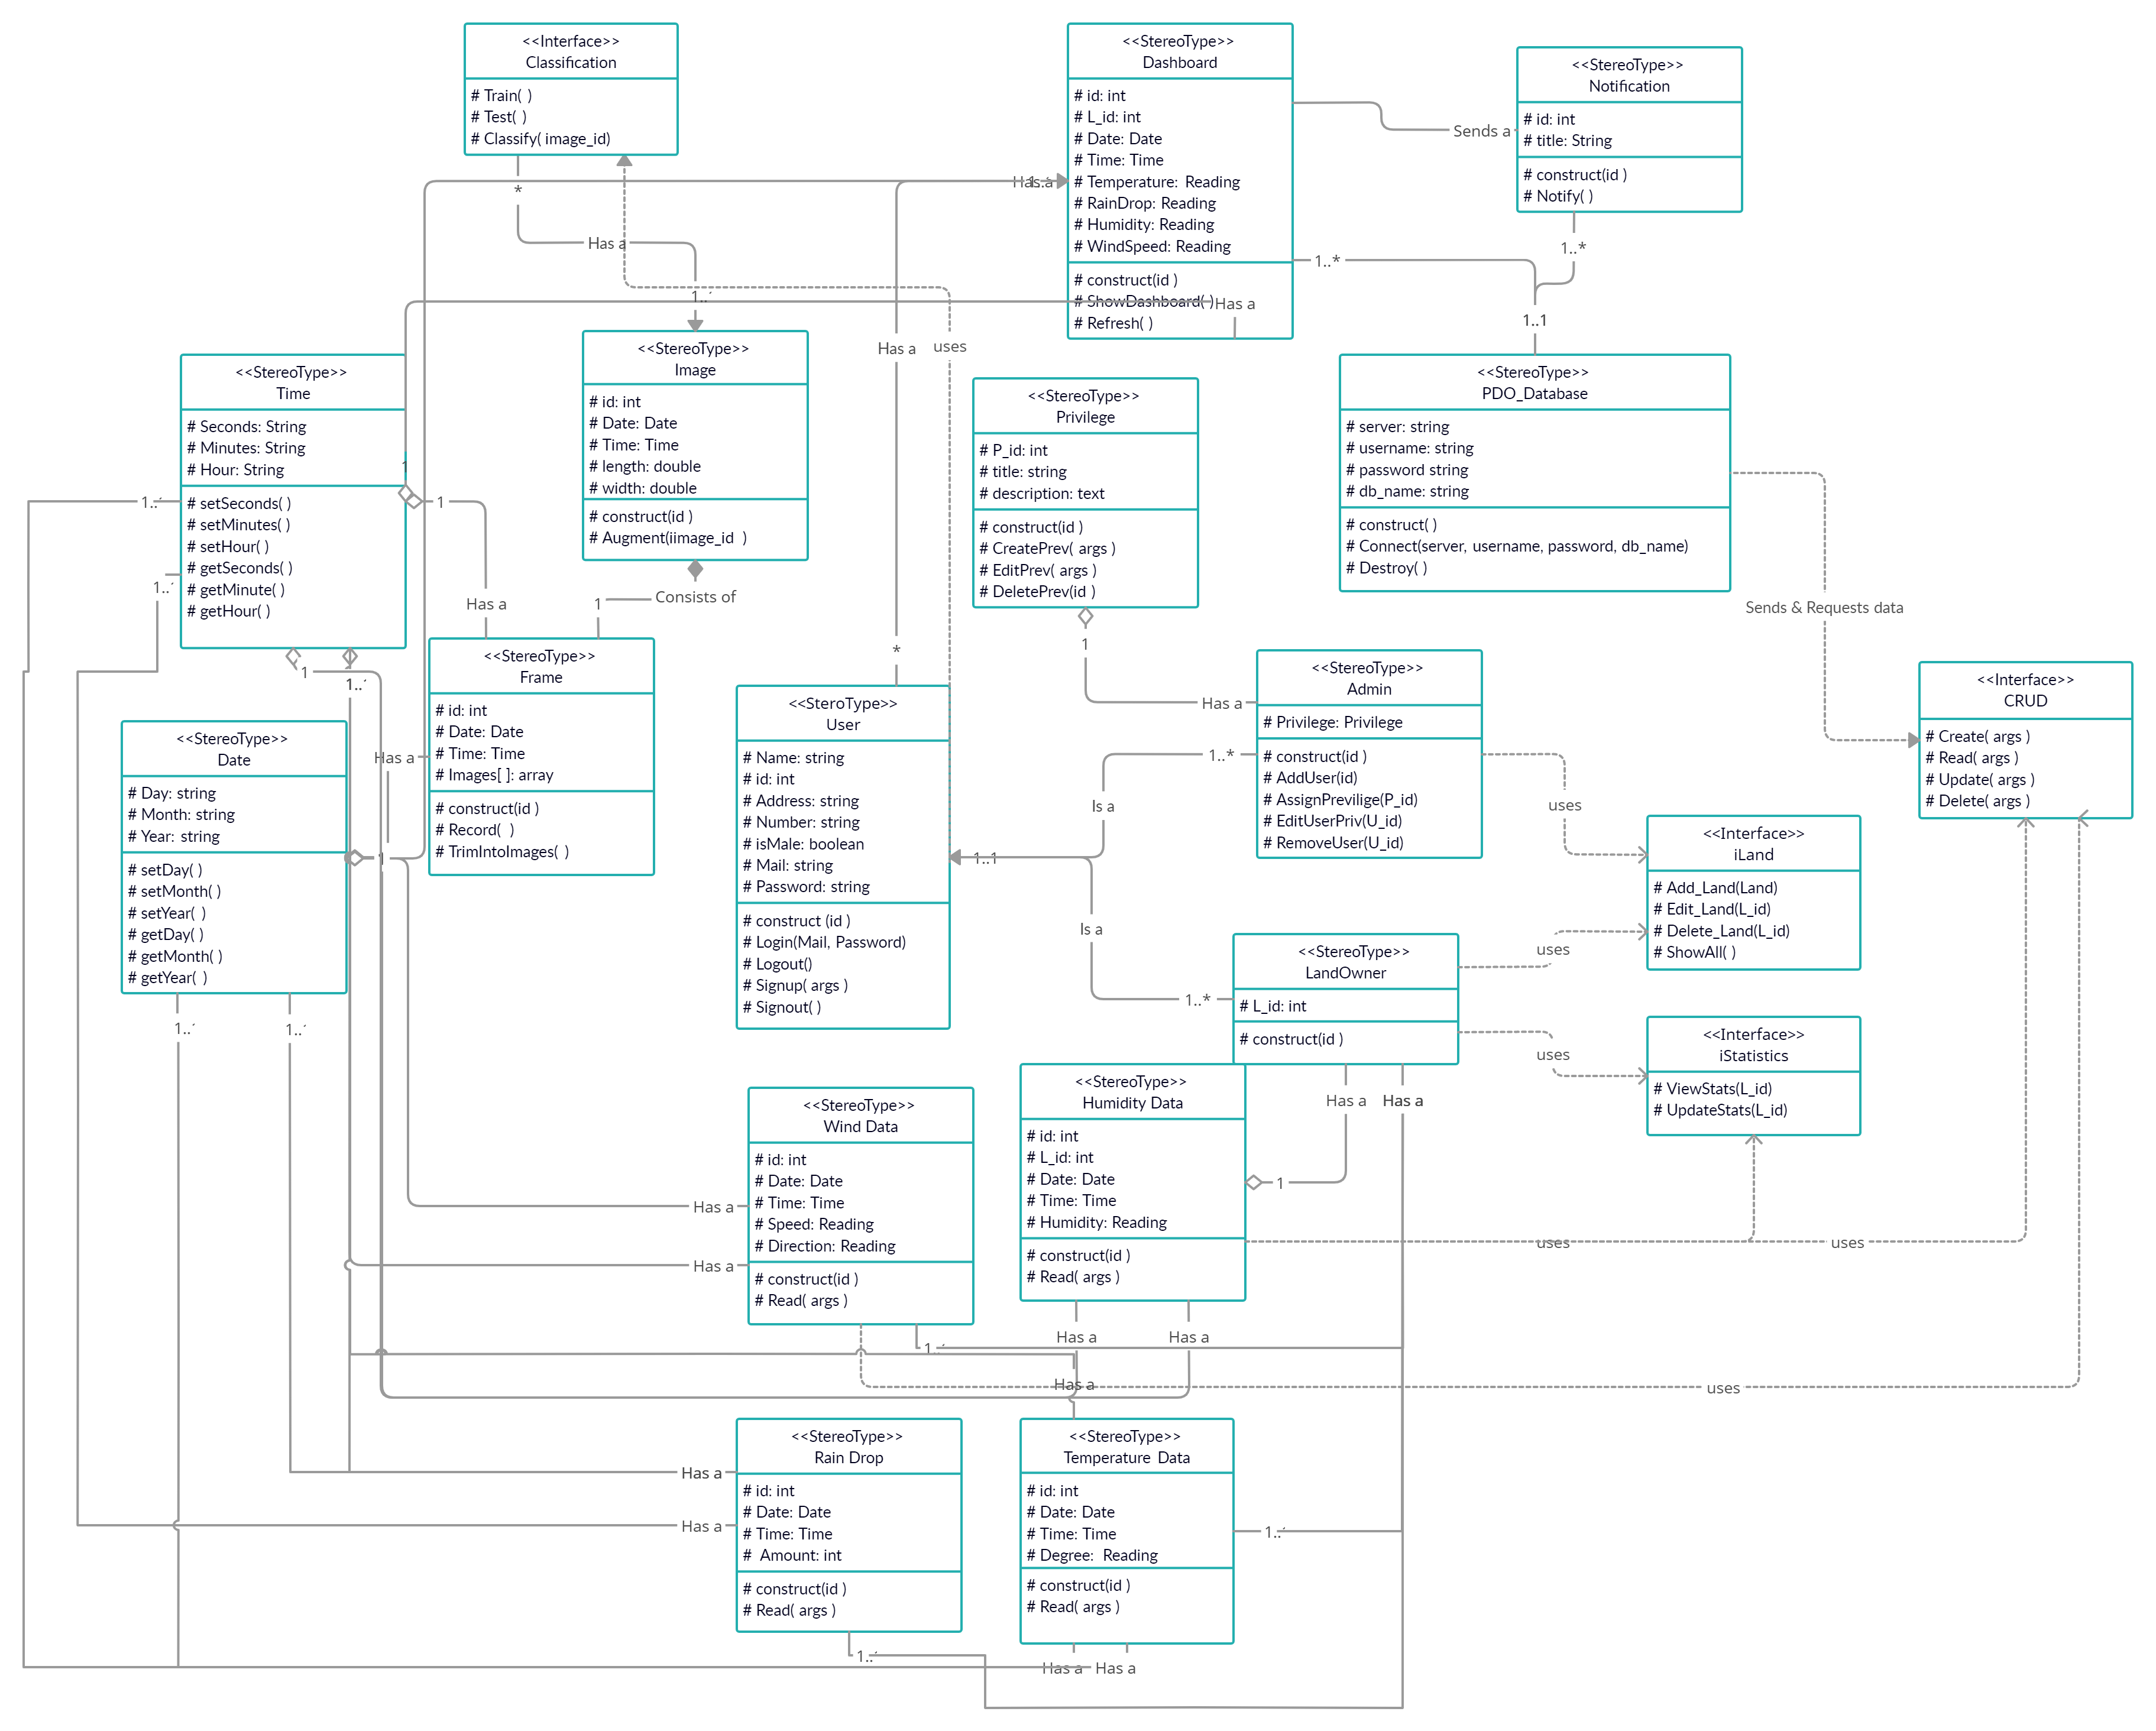 <<Interface>>
Classification
# Train( )
# Test( )
# Classify( image_id)
*
Has a
<<StereoType>>
Dashboard
# id: int
# L_id: int
# Date: Date
# Time: Time
# Temperature: Reading
# RainDrop: Reading
# Humidity: Reading
# WindSpeed: Reading
# construct(id )
# ShowDashboard( )
# Refresh( )
Has a
Has a
Sends a
<<StereoType>>
Notification
# id: int
# title: String
# construct(id )
# Notify( )
1..*
1..*
1..1
<<StereoType>>
Time
# Seconds: String
# Minutes: String
# Hour: String
# setSeconds( )
# setMinutes( )
# setHour( )
# getSeconds( )
# getMinute( )
# getHour( )
1
1
1
Has a
<<StereoType>>
Image
# id: int
# Date: Date
# Time: Time
# length: double
# width: double
# construct(id )
# Augment(iimage_id  )
Consists of
1
Has a
uses
*
<<StereoType>>
Privilege
# P_id: int
# title: string
# description: text
# construct(id )
# CreatePrev( args )
# EditPrev( args )
# DeletePrev(id )
1
Has a
<<StereoType>>
PDO_Database
# server: string
# username: string
# password string
# db_name: string
# construct( )
# Connect(server, username, password, db_name)
# Destroy( )
Sends & Requests data
<<StereoType>>
Frame
# id: int
# Date: Date
# Time: Time
# Images[ ]: array
# construct(id )
# Record(  )
# TrimIntoImages( )
Has a
1
<<StereoType>>
Date
# Day: string
# Month: string
# Year: string
# setDay( )
# setMonth( )
# setYear( )
# getDay( )
# getMonth( )
# getYear( )
<<SteroType>>
User
# Name: string
# id: int
# Address: string
# Number: string
# isMale: boolean
# Mail: string
# Password: string
# construct (id )
# Login(Mail, Password)
# Logout()
# Signup( args )
# Signout( )
1..1
1..*
Is a
Is a
1..*
<<StereoType>>
Admin
# Privilege: Privilege
# construct(id )
# AddUser(id)
# AssignPrevilige(P_id)
# EditUserPriv(U_id)
# RemoveUser(U_id)
uses
<<Interface>>
CRUD
# Create( args )
# Read( args )
# Update( args )
# Delete( args )
<<Interface>>
iLand
# Add_Land(Land)
# Edit_Land(L_id)
# Delete_Land(L_id)
# ShowAll( )
<<StereoType>>
LandOwner
# L_id: int
# construct(id )
uses
uses
Has a
Has a
<<Interface>>
iStatistics
# ViewStats(L_id)
# UpdateStats(L_id)
<<StereoType>>
Wind Data
# id: int
# Date: Date
# Time: Time
# Speed: Reading
# Direction: Reading
# construct(id )
# Read( args )
Has a
Has a
<<StereoType>>
Humidity Data
# id: int
# L_id: int
# Date: Date
# Time: Time
# Humidity: Reading
# construct(id )
# Read( args )
1
uses
uses
Has a
Has a
Has a
uses
<<StereoType>>
Rain Drop
# id: int
# Date: Date
# Time: Time
#  Amount: int
# construct(id )
# Read( args )
Has a
Has a
<<StereoType>>
Temperature Data
# id: int
# Date: Date
# Time: Time
# Degree:  Reading
# construct(id )
# Read( args )
Has a
Has a